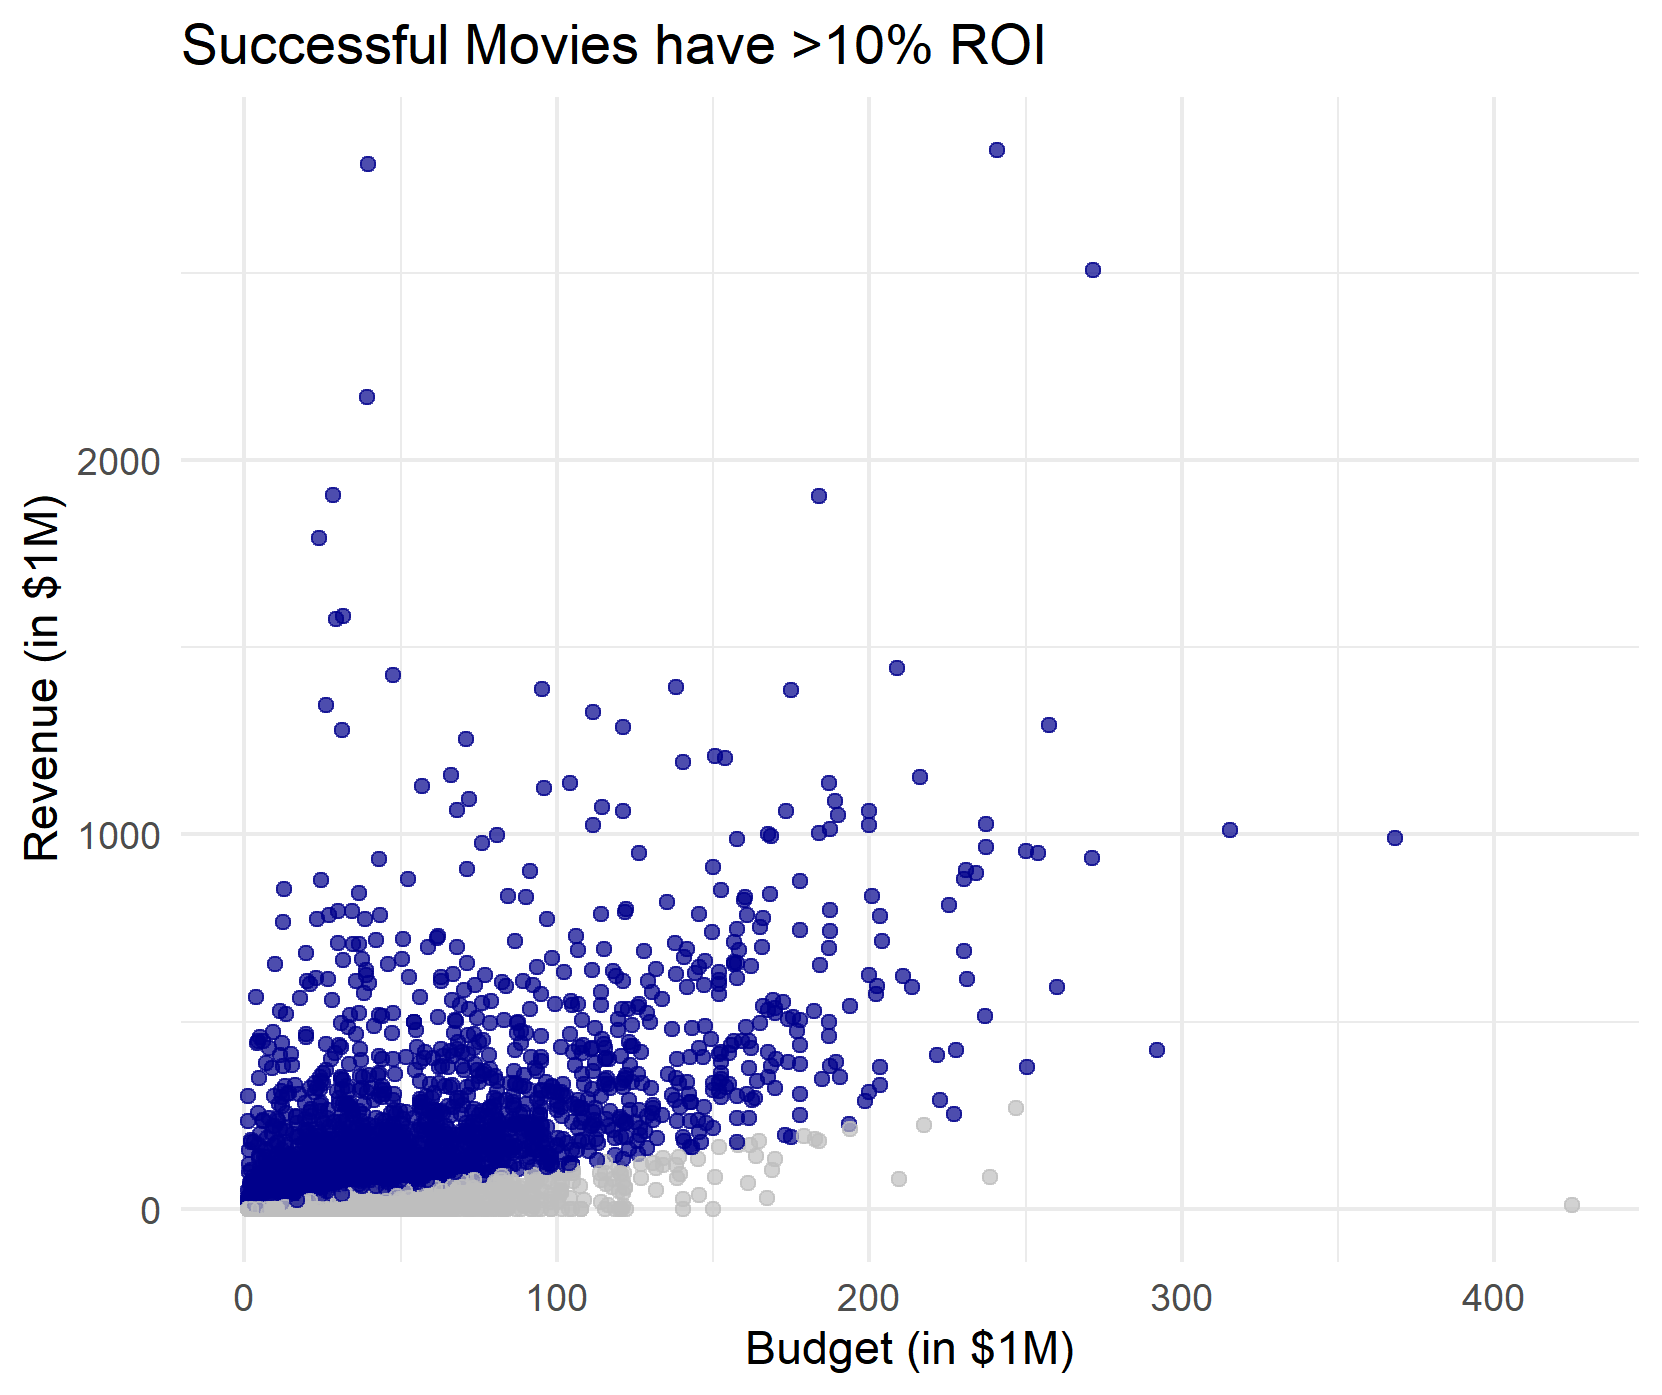 Successful Movies have >10% ROI
Revenue (in $1M)
2000
1000
0
0 100 200 300 400
Budget (in $1M)